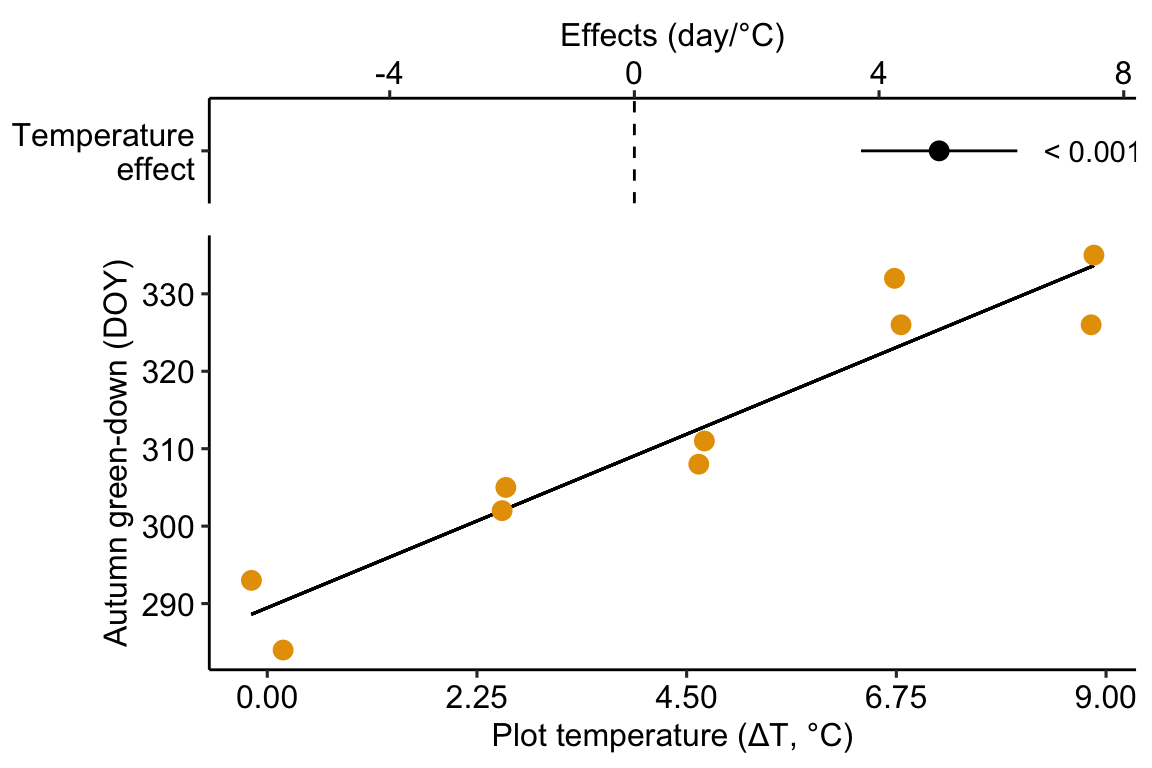 Effects (day/°C)
-4 0 4 8
Temperature
effect
< 0.001
Autumn green-down (DOY)
330
320
310
300
290
0.00 2.25 4.50 6.75 9.00
Plot temperature (ΔT, °C)